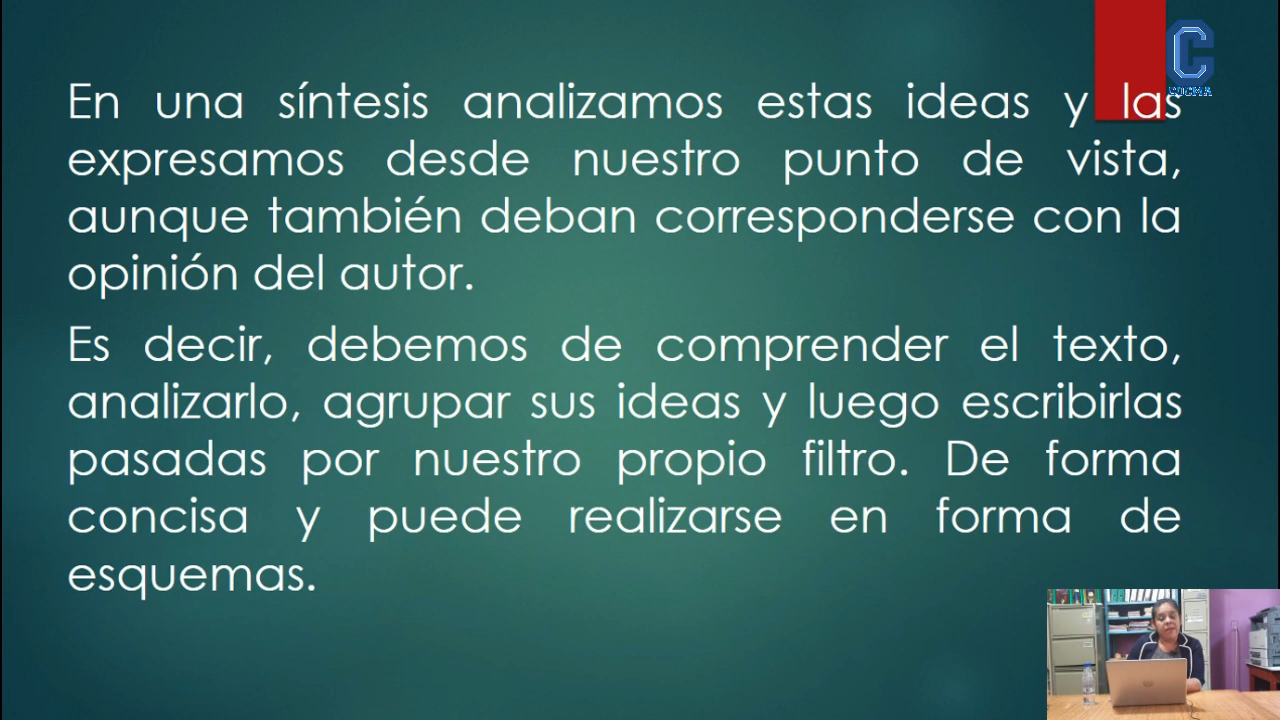 En una síntesis analizamos estas ideas y las
expresamos desde nuestro punto de vista,
aunque también deban corresponderse con la
opinión del autor.
Es decir, debemos de comprender el texto,
analizarlo, agrupar sus ideas y luego escribirlas
pasadas por nuestro propio filtro. De forma
concisa y puede realizarse en forma de
esquemas.